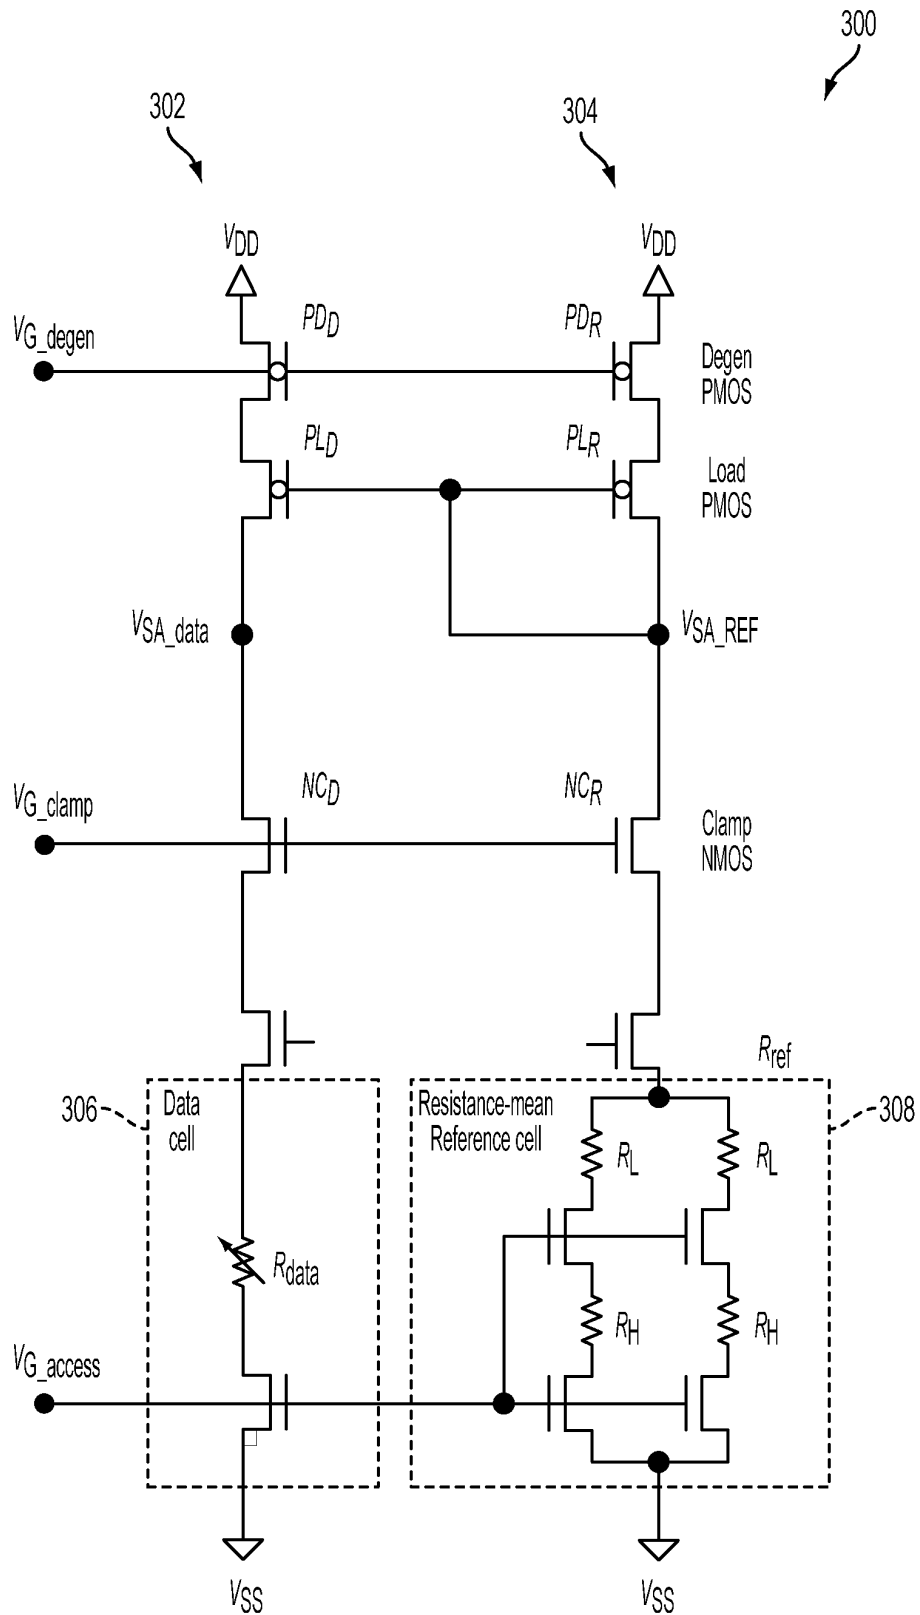 300
302
304
VDD
VDD
VG_degen
PDD
PDR
Degen
PMOS
PLD
PLR
Load
PMOS
VSA_data
VSA_REF
VG_clamp
NCD
NCR
Clamp
NMOS
Rref
306
Data
cell
Resistance-mean
Reference cell
308
RL
RL
Rdata
RH
RH
VG_access
VSS
VSS